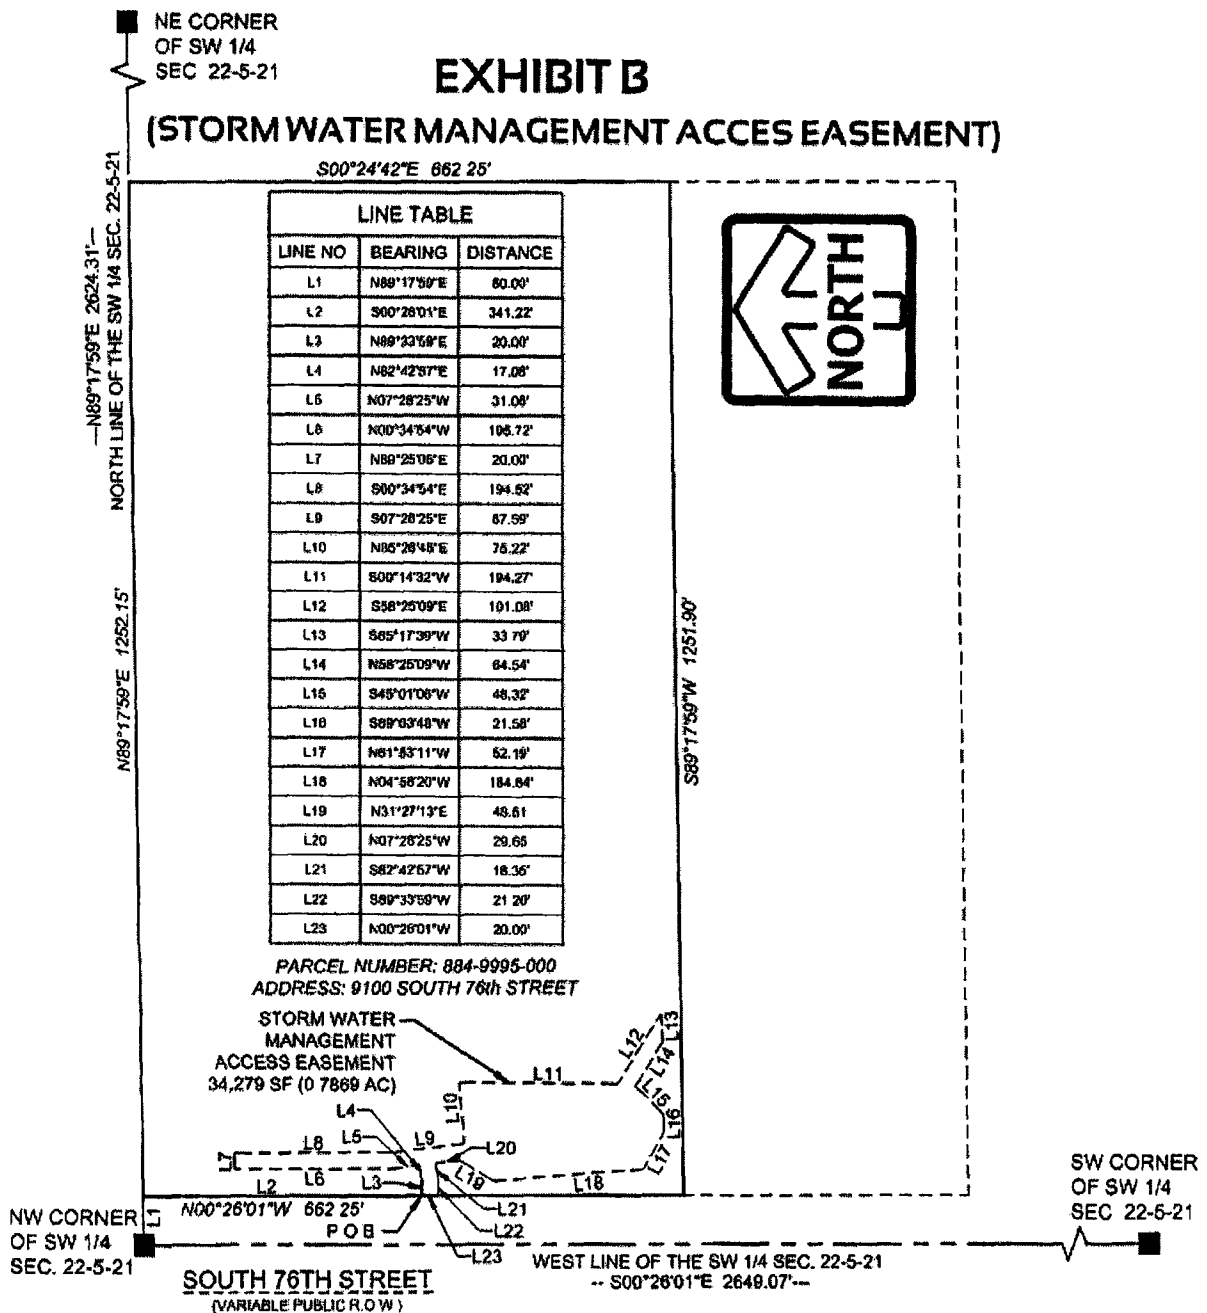 NE CORNER
OF SW 1/4
SEC 22-5-21
EXHIBIT B
(STORM WATER MANAGEMENT ACCES EASEMENT)
S00°24'42"E 662 25'
—N89°17'59"E 2624.31'—
NORTH LINE OF THE SW 1/4 SEC. 22-5-21
N89°17'59"E 1252.15'
S89°17'59"W 1251.90'
NORTH
LINE TABLE
LINE NO BEARING DISTANCE
L1 N89°17'59"E 60.00'
L2 S00°26'01"E 341.22'
L3 N89°33'59"E 20.00'
L4 N82°42'57"E 17.08'
L5 N07°26'25"W 31.08'
L6 N00°34'54"W
L7 N89°25'06"E 20.00'
L8 S00°34'54"E 194.52'
L9 S07°26'25"E 67.59'
L10 N85°26'48"E 75.22'
L11 S00°14'32"W 194.27'
L12 S58°25'09"E 101.08'
L13 S85°17'39"W 33 79'
L14 N58°25'09"W 64.54'
L15 S45°01'06"W 48.32'
L16 S89°03'48"W 21.58'
L17 N61°53'11"W 52.19'
L18 N04°58'20"W 184.64'
L19 N31°27'13"E 48.61
L20 N07°26'25"W 29.65
L21 S82°42'57"W 18.35'
L22 S89°33'59"W 21 20'
L23 N00°26'01"W 20.00'
PARCEL NUMBER: 884-9995-000
ADDRESS: 9100 SOUTH 76th STREET
STORM WATER
MANAGEMENT
ACCESS EASEMENT
34,279 SF (0 7869 AC)
L12
L13
L14
L11
L15
L10
L16
L4
L9
L8
L5
L20
L17
L7
L6
L3
L19
L18
L2
L21
N00°26'01"W 662 25'
L1
P O B
L22
L23
NW CORNER
OF SW 1/4
SEC. 22-5-21
SW CORNER
OF SW 1/4
SEC 22-5-21
WEST LINE OF THE SW 1/4 SEC. 22-5-21
-- S00°26'01"E 2649.07'---
SOUTH 76TH STREET
(VARIABLE PUBLIC R.O W )